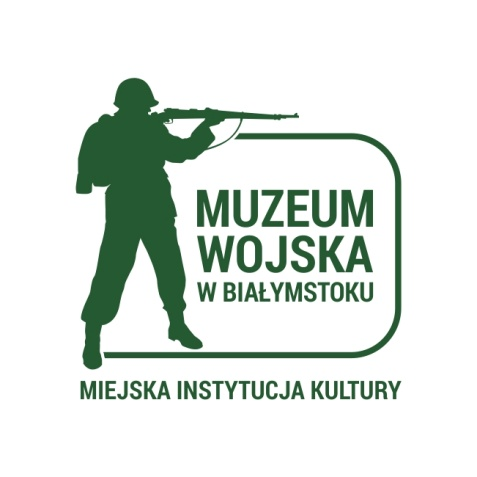 MUZEUM
WOJSKA
W BIAŁYMSTOKU
MIEJSKA INSTYTUCJA KULTURY